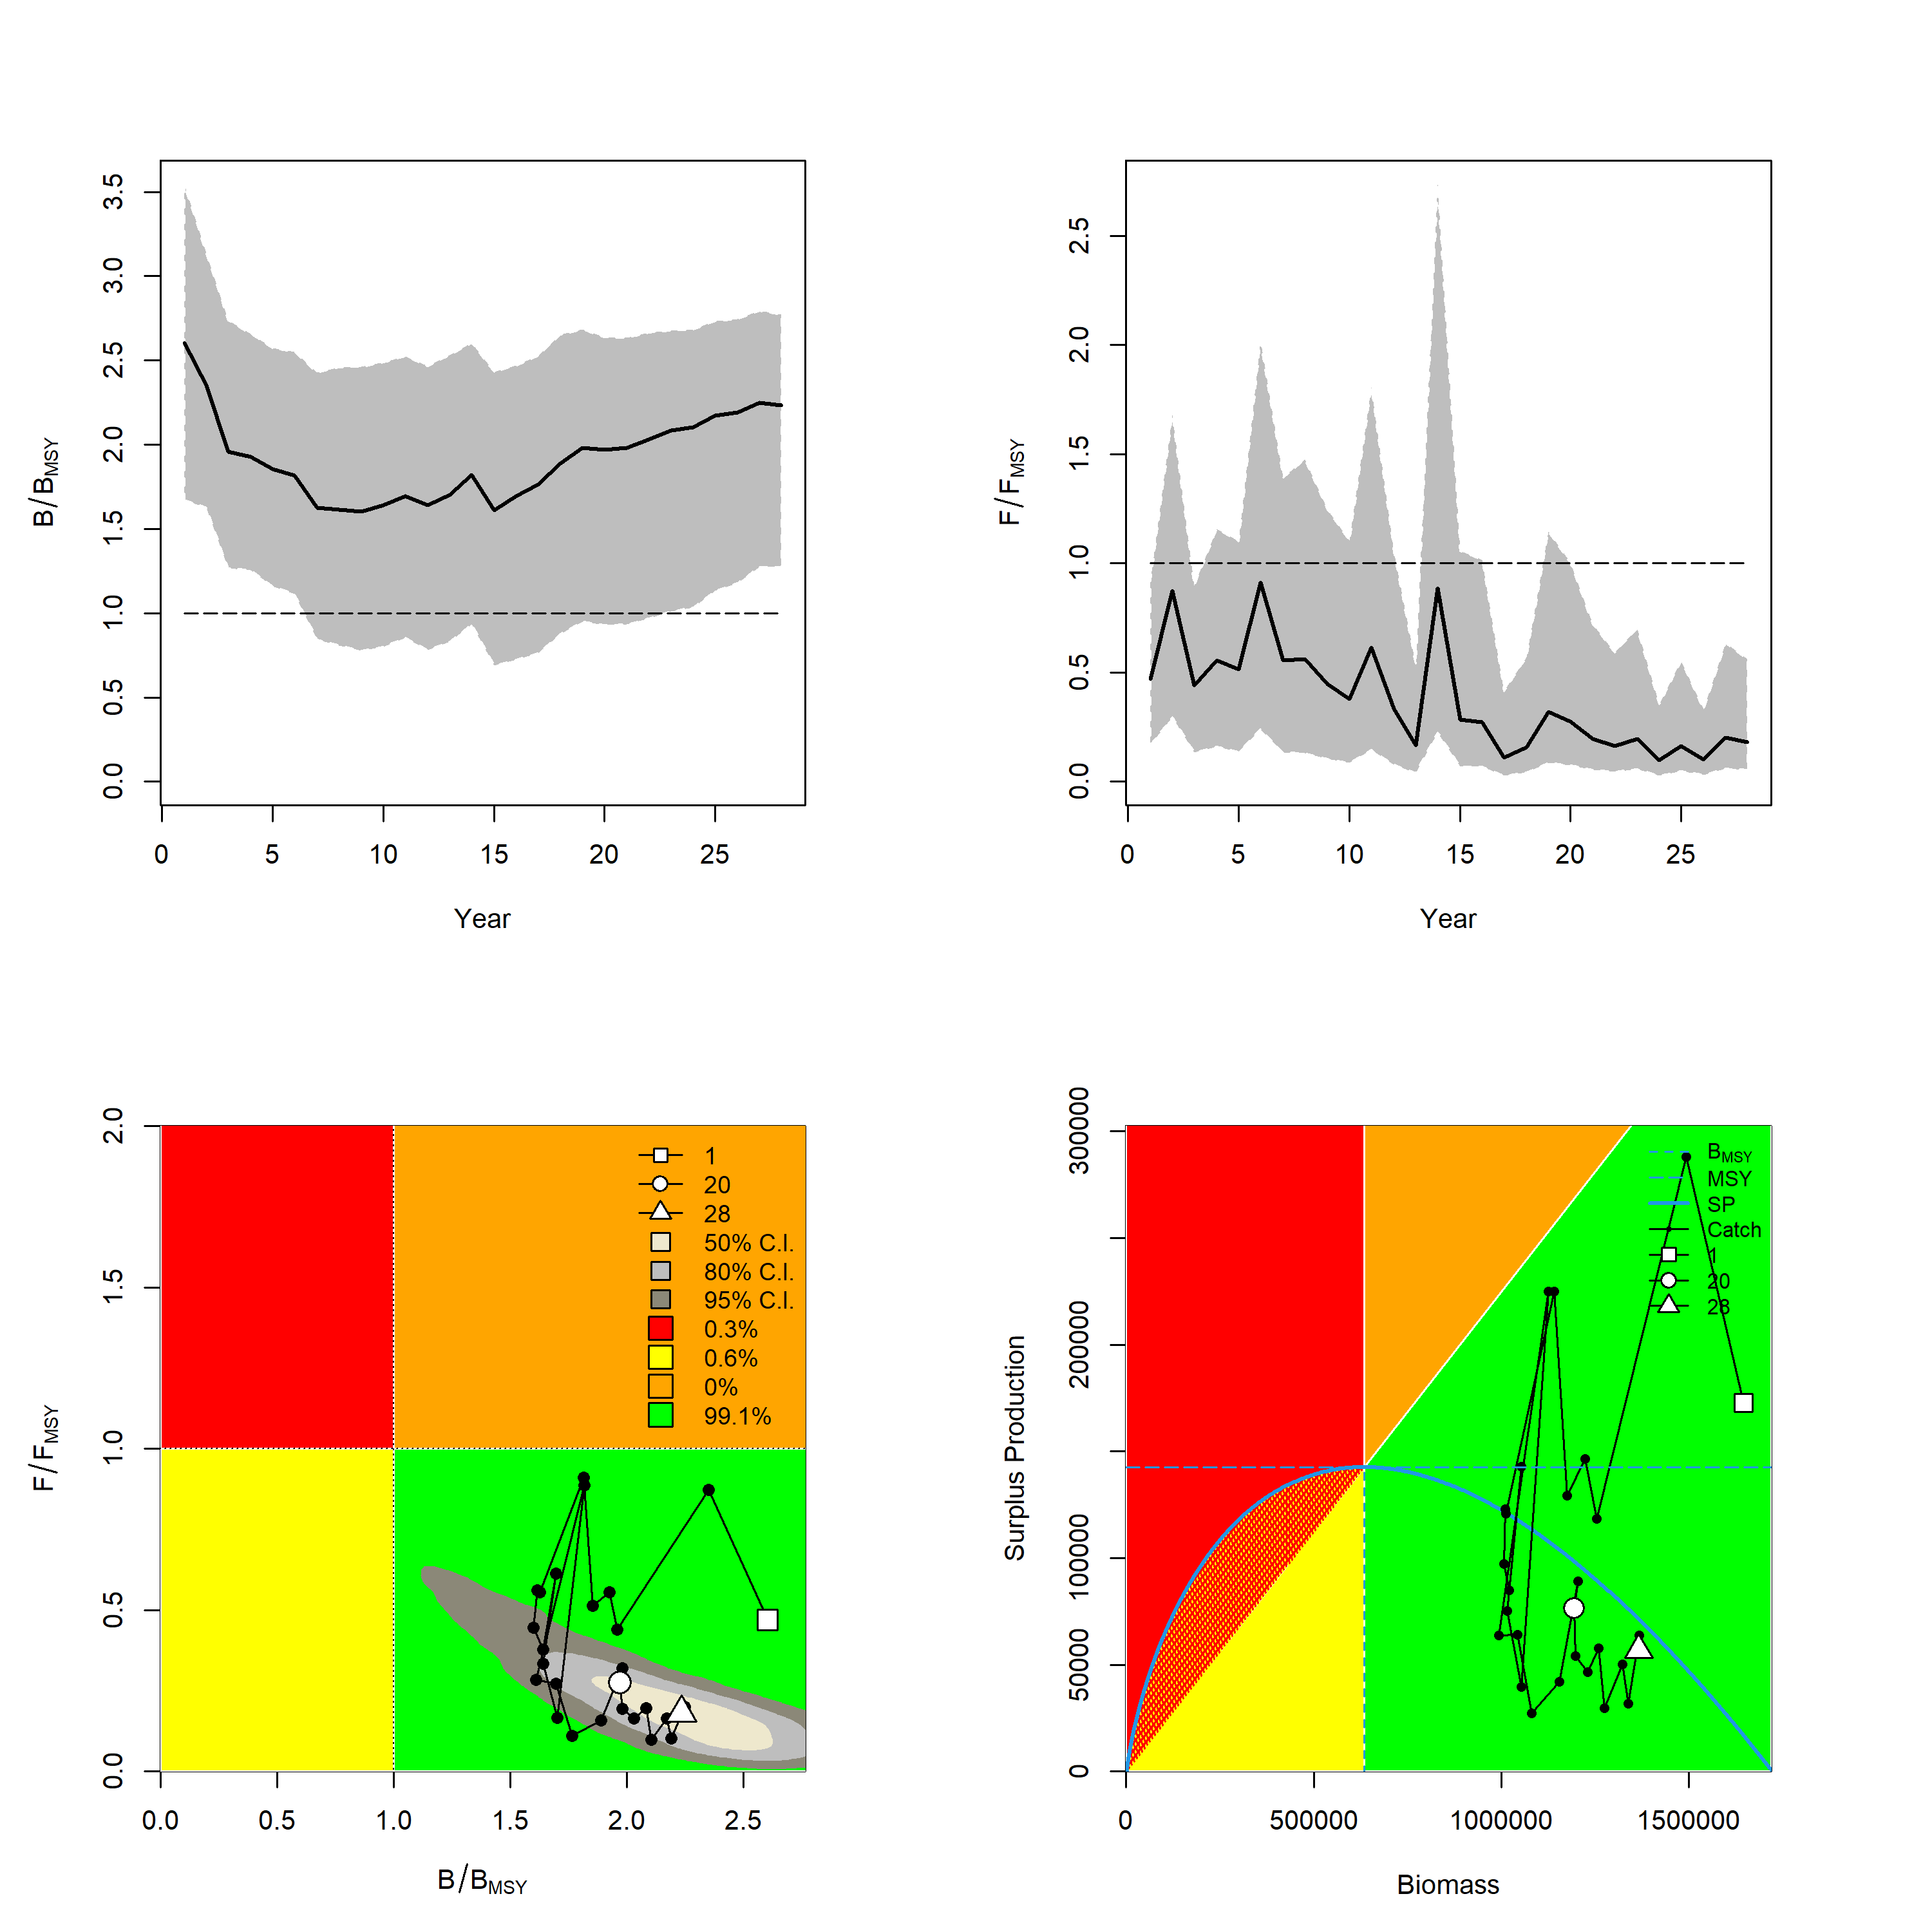 B/BMSY
3.5
3.0
2.5
2.0
1.5
1.0
0.5
0.0
0 5 10 15 20 25
Year
F/FMSY
2.5
2.0
1.5
1.0
0.5
0.0
0 5 10 15 20 25
Year
F/FMSY
2.0
1.5
1.0
0.5
0.0
1
20
28
50% C.I.
80% C.I.
95% C.I.
0.3%
0.6%
0%
99.1%
0.0 0.5 1.0 1.5 2.0 2.5
B/BMSY
Surplus Production
300000
200000
100000
50000
0
BMSY
MSY
SP
Catch
1
20
28
0 500000 1000000 1500000
Biomass